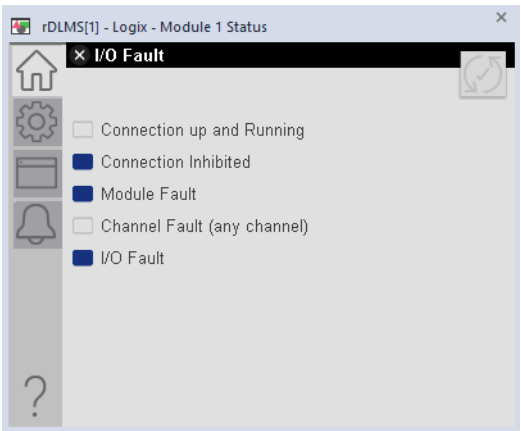 rDLMS[1] - Logix - Module 1 Status
I/O Fault
Connection up and Running
Connection Inhibited
Module Fault
Channel Fault (any channel)
I/O Fault
?